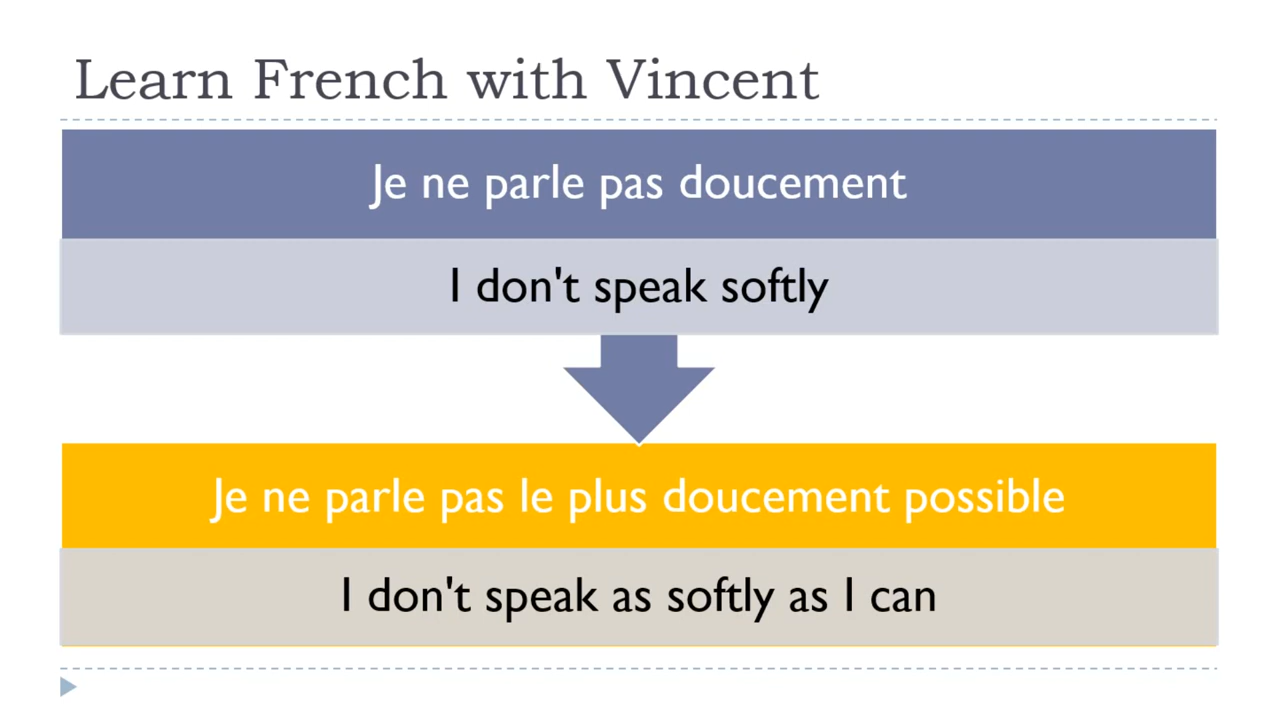 Learn French with Vincent
Je ne parle pas doucement
I don't speak softly
Je ne parle pas le plus doucement possible
I don't speak as softly as I can